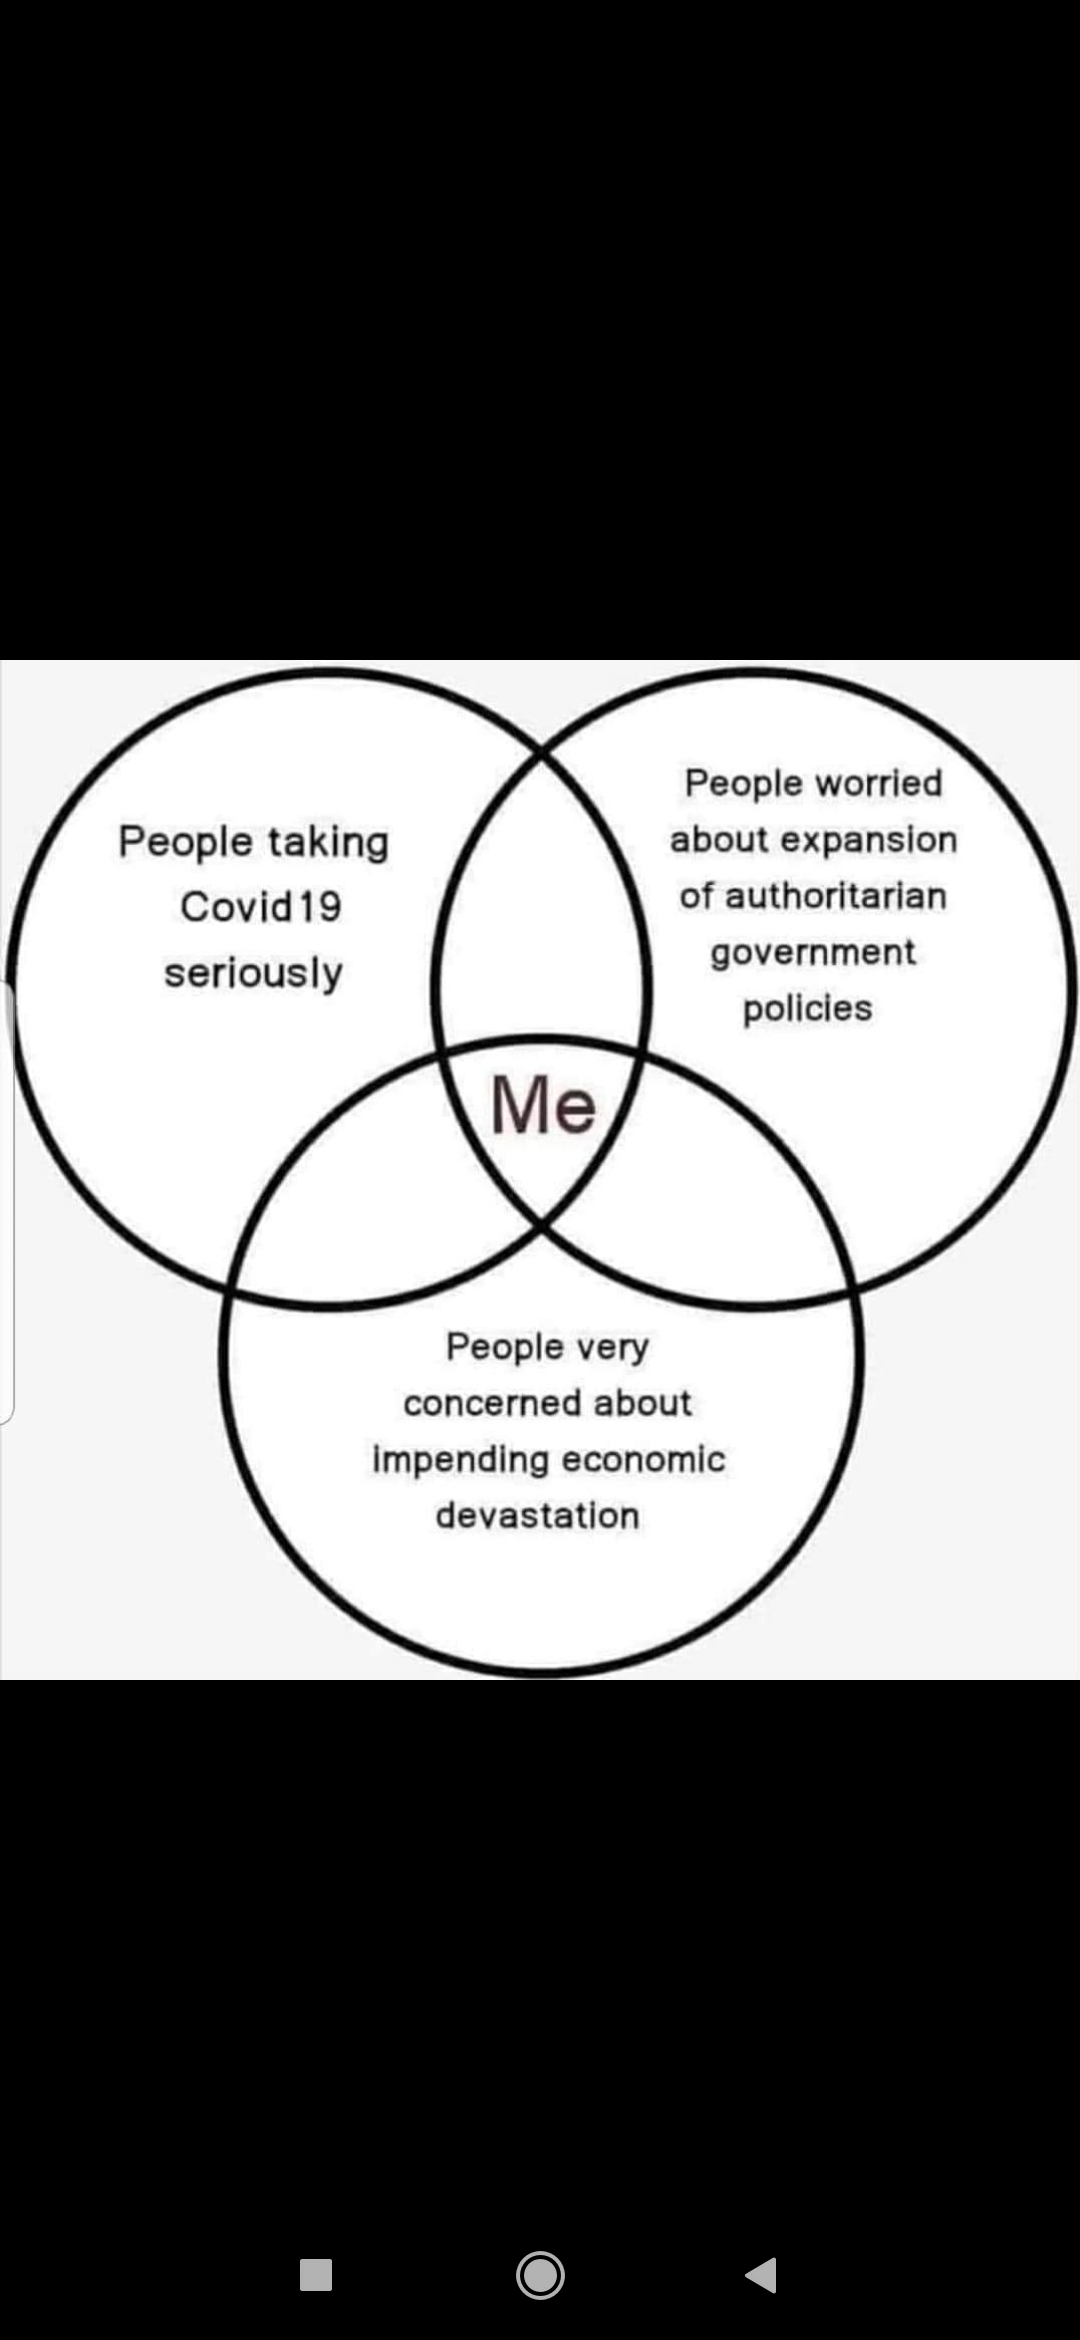 People taking
Covid19
seriously
People worried
about expansion
of authoritarian
government
policies
Me
People very
concerned about
impending economic
devastation